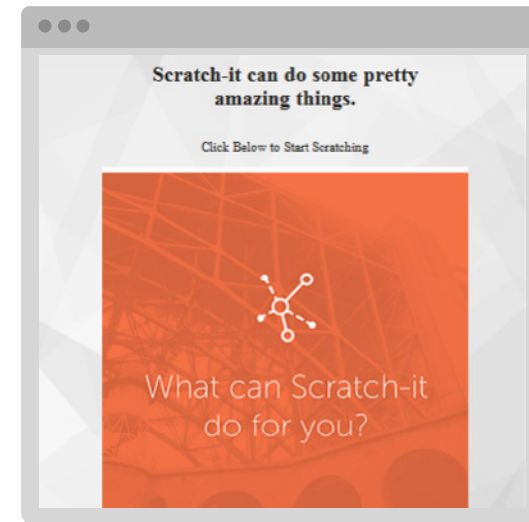 Scratch-it can do some pretty
amazing things.
Click Below to Start Scratching
What can Scratch-it
do for you?